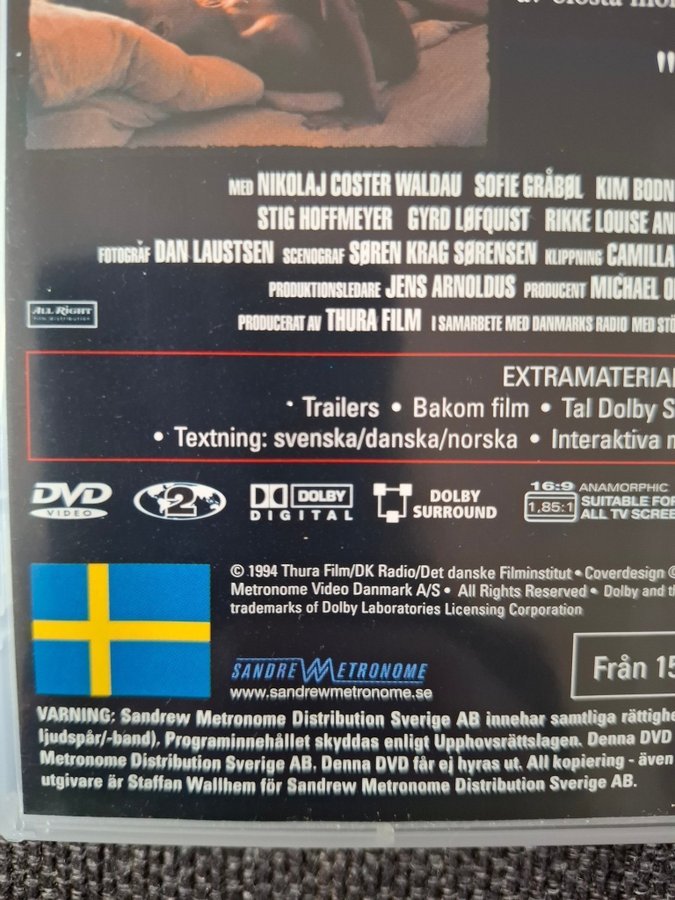 "
MED NIKOLAJ COSTER WALDAU SOFIE GRÅBØL KIM BODN
STIG HOFFMEYER GYRD LØFQUIST RIKKE LOUISE AN
FOTOGRAF DAN LAUSTSEN SCENOGRAF SØREN KRAG SØRENSEN KLIPPNING CAMILLA
PRODUKTIONSLEDARE JENS ARNOLDUS PRODUCENT MICHAEL O
ALL RIGHT
FILM DISTRIBUTION
PRODUCERAT AV THURA FILM I SAMARBETE MED DANMARKS RADIO MED STÖ
EXTRAMATERIA
• Trailers • Bakom film • Tal Dolby S
• Textning: svenska/danska/norska • Interaktiva m
DVD VIDEO
2
DOLBY DIGITAL
DOLBY SURROUND
16:9 ANAMORPHIC
1,85:1 SUITABLE FOR
ALL TV SCREE
© 1994 Thura Film/DK Radio/Det danske Filminstitut • Coverdesign ©
Metronome Video Danmark A/S • All Rights Reserved • Dolby and th
trademarks of Dolby Laboratories Licensing Corporation
SANDREW METRONOME
www.sandrewmetronome.se
Från 15
VARNING: Sandrew Metronome Distribution Sverige AB innehar samtliga rättighe
ljudspår/-band). Programinnehållet skyddas enligt Upphovsrättslagen. Denna DVD
Metronome Distribution Sverige AB. Denna DVD får ej hyras ut. All kopiering - även
utgivare är Staffan Wallhem för Sandrew Metronome Distribution Sverige AB.